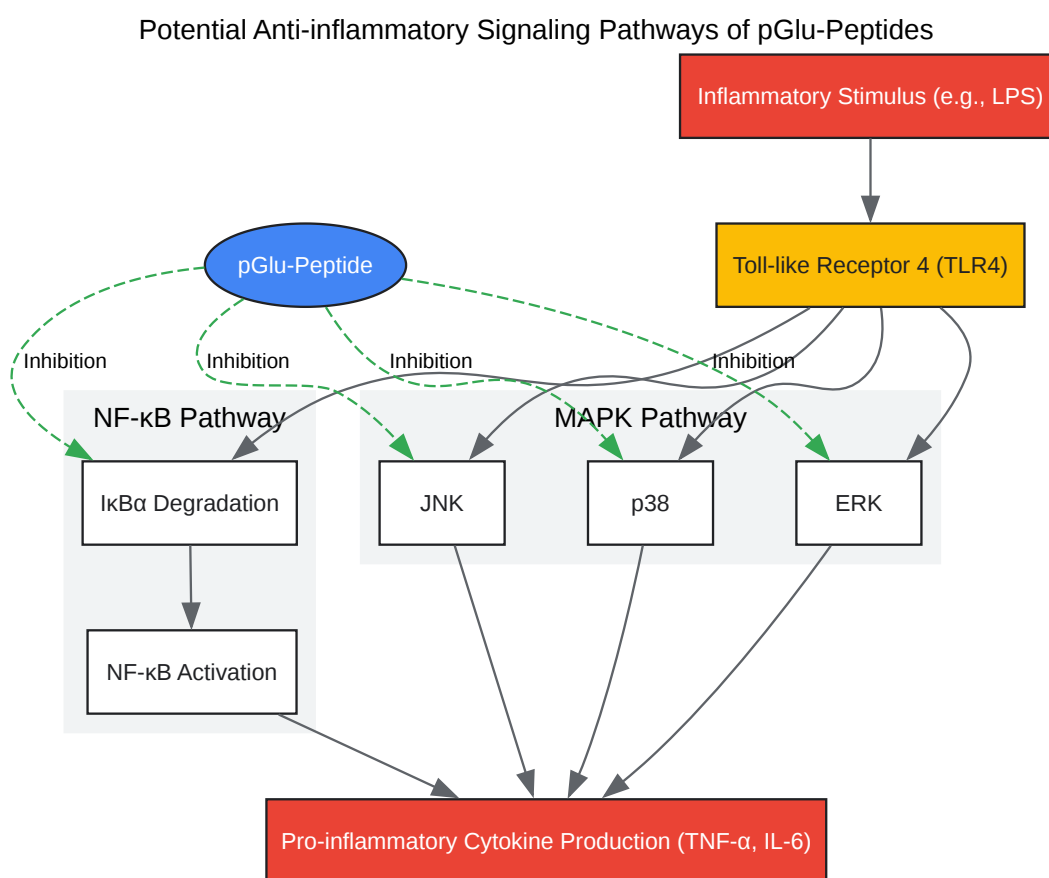 Potential Anti-inflammatory Signaling Pathways of pGlu-Peptides
Inflammatory Stimulus (e.g., LPS)
pGlu-Peptide
Toll-like Receptor 4 (TLR4)
Inhibition
Inhibition
Inhibition
Inhibition
NF-κB Pathway
MAPK Pathway
IκBα Degradation
JNK
p38
ERK
NF-κB Activation
Pro-inflammatory Cytokine Production (TNF-α, IL-6)